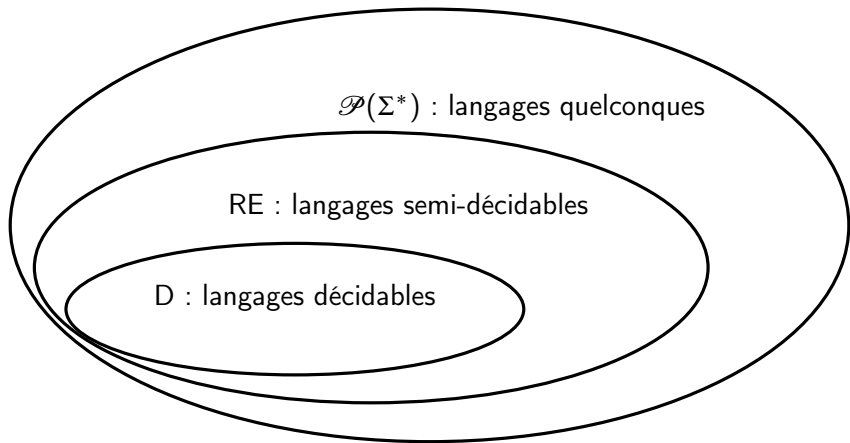 𝒫(Σ*) : langages quelconques
RE : langages semi-décidables
D : langages décidables